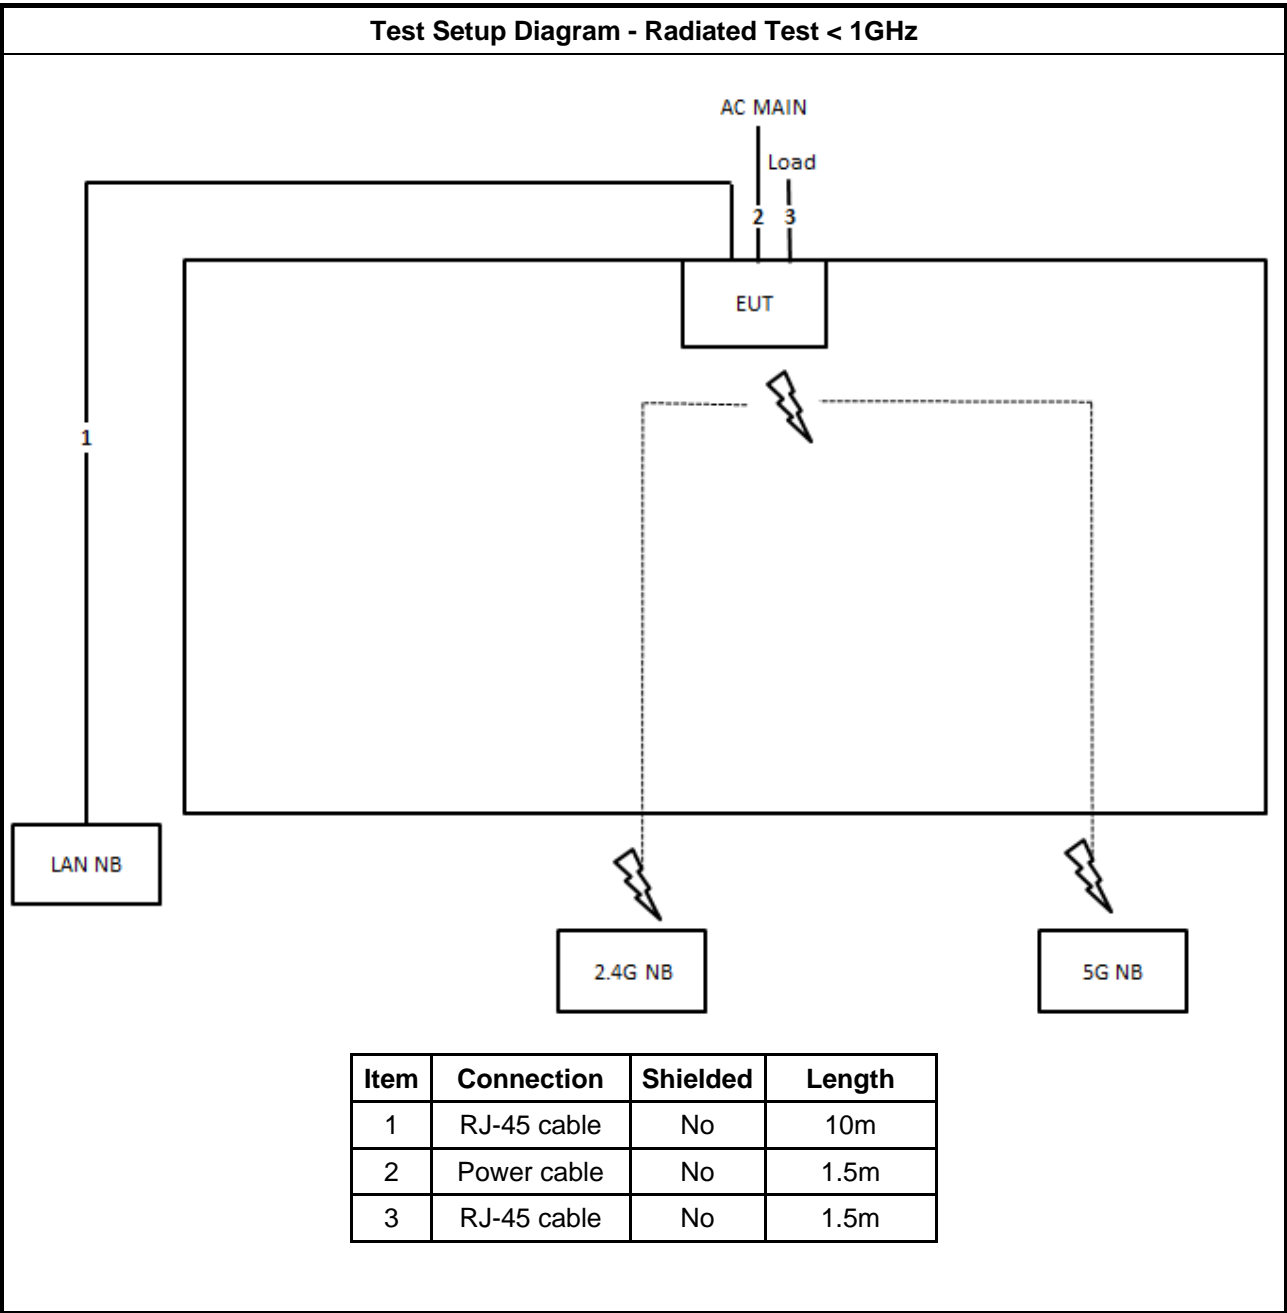 Test Setup Diagram - Radiated Test < 1GHz
AC MAIN
Load
2 3
EUT
1
LAN NB
2.4G NB
5G NB
Item Connection Shielded Length
1 RJ-45 cable No 10m
2 Power cable No 1.5m
3 RJ-45 cable No 1.5m